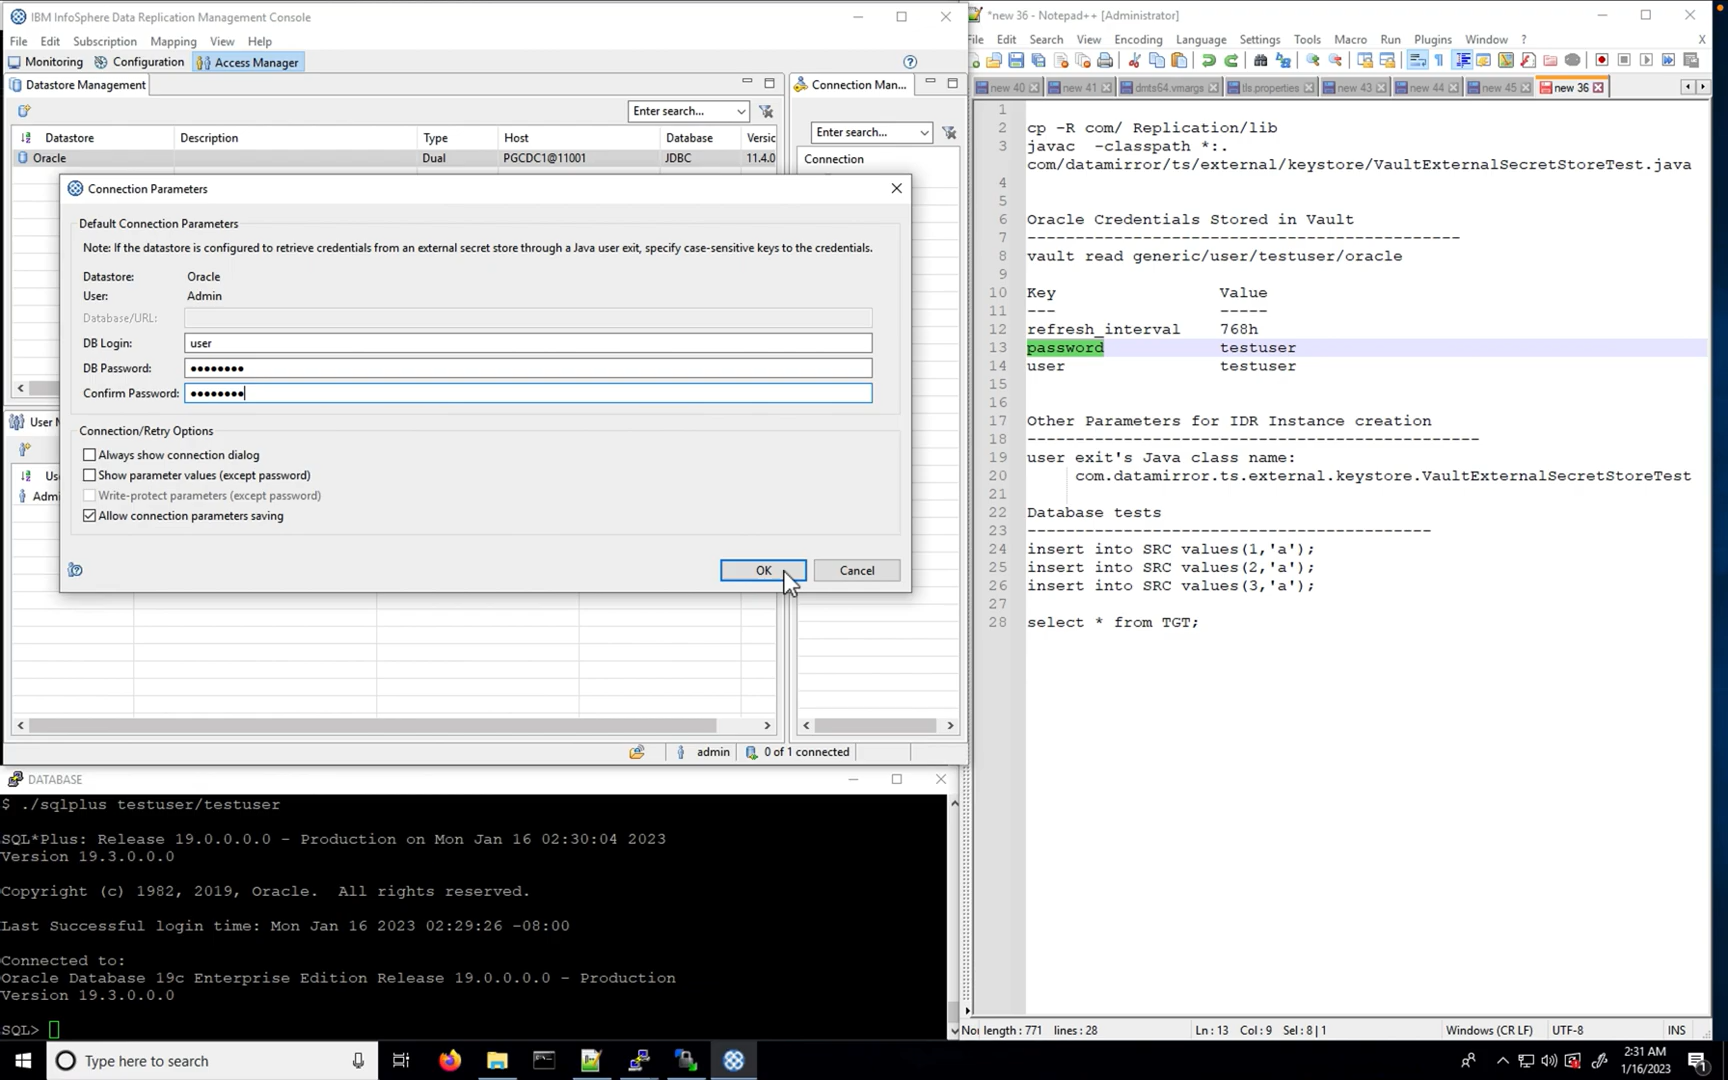 IBM InfoSphere Data Replication Management Console
File Edit Subscription Mapping View Help
Monitoring Configuration Access Manager
Datastore Management
Enter search...
Datastore Description Type Host Database Versic
Oracle Dual PGCDC1@11001 JDBC 11.4.0
Connection Man...
Enter search...
Connection
Connection Parameters
Default Connection Parameters
Note: If the datastore is configured to retrieve credentials from an external secret store through a Java user exit, specify case-sensitive keys to the credentials.
Datastore: Oracle
User: Admin
Database/URL:
DB Login: user
DB Password: ●●●●●●●●
Confirm Password: ●●●●●●●●
Connection/Retry Options
Always show connection dialog
Show parameter values (except password)
Write-protect parameters (except password)
Allow connection parameters saving
OK Cancel
User M
Us
Adm
admin 0 of 1 connected
DATABASE
$ ./sqlplus testuser/testuser
SQL*Plus: Release 19.0.0.0.0 - Production on Mon Jan 16 02:30:04 2023
Version 19.3.0.0.0
Copyright (c) 1982, 2019, Oracle.  All rights reserved.
Last Successful login time: Mon Jan 16 2023 02:29:26 -08:00
Connected to:
Oracle Database 19c Enterprise Edition Release 19.0.0.0.0 - Production
Version 19.3.0.0.0
SQL>
*new 36 - Notepad++ [Administrator]
File Edit Search View Encoding Language Settings Tools Macro Run Plugins Window ? X
new 40 new 41 dmts64.vmargs tls.properties new 43 new 44 new 45 new 36
1
2 cp -R com/ Replication/lib
3 javac -classpath *:.
com/datamirror/ts/external/keystore/VaultExternalSecretStoreTest.java
4
5
6 Oracle Credentials Stored in Vault
7 --------------------------------------------
8 vault read generic/user/testuser/oracle
9
10 Key Value
11 --- -----
12 refresh_interval 768h
13 password testuser
14 user testuser
15
16
17 Other Parameters for IDR Instance creation
18 -----------------------------------------------
19 user exit's Java class name:
20 com.datamirror.ts.external.keystore.VaultExternalSecretStoreTest
21
22 Database tests
23 ------------------------------------------
24 insert into SRC values(1,'a');
25 insert into SRC values(2,'a');
26 insert into SRC values(3,'a');
27
28 select * from TGT;
Nor length : 771 lines : 28 Ln : 13 Col : 9 Sel : 8 | 1 Windows (CR LF) UTF-8 INS
Type here to search
2:31 AM
1/16/2023
1